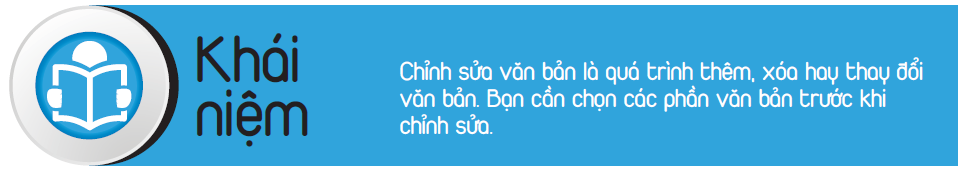 Khái
niệm
Chỉnh sửa văn bản là quá trình thêm, xóa hay thay đổi
văn bản. Bạn cần chọn các phần văn bản trước khi
chỉnh sửa.